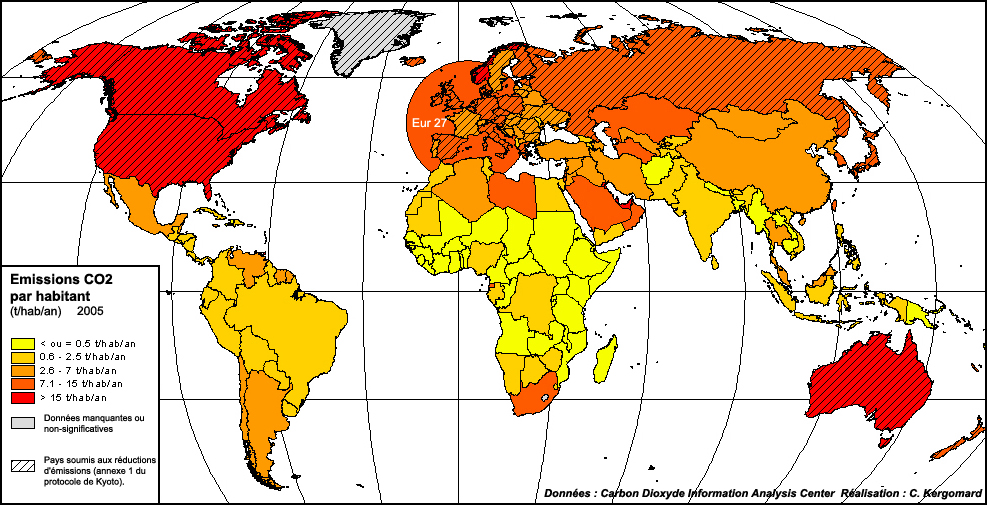 Eur 27
Emissions CO2
par habitant
(t/hab/an) 2005
< ou = 0.5 t/hab/an
0.6 - 2.5 t/hab/an
2.6 - 7 t/hab/an
7.1 - 15 t/hab/an
> 15 t/hab/an
Données manquantes ou
non-significatives
Pays soumis aux réductions
d'émissions (annexe 1 du
protocole de Kyoto).
Données : Carbon Dioxyde Information Analysis Center Réalisation : C. Kergomard